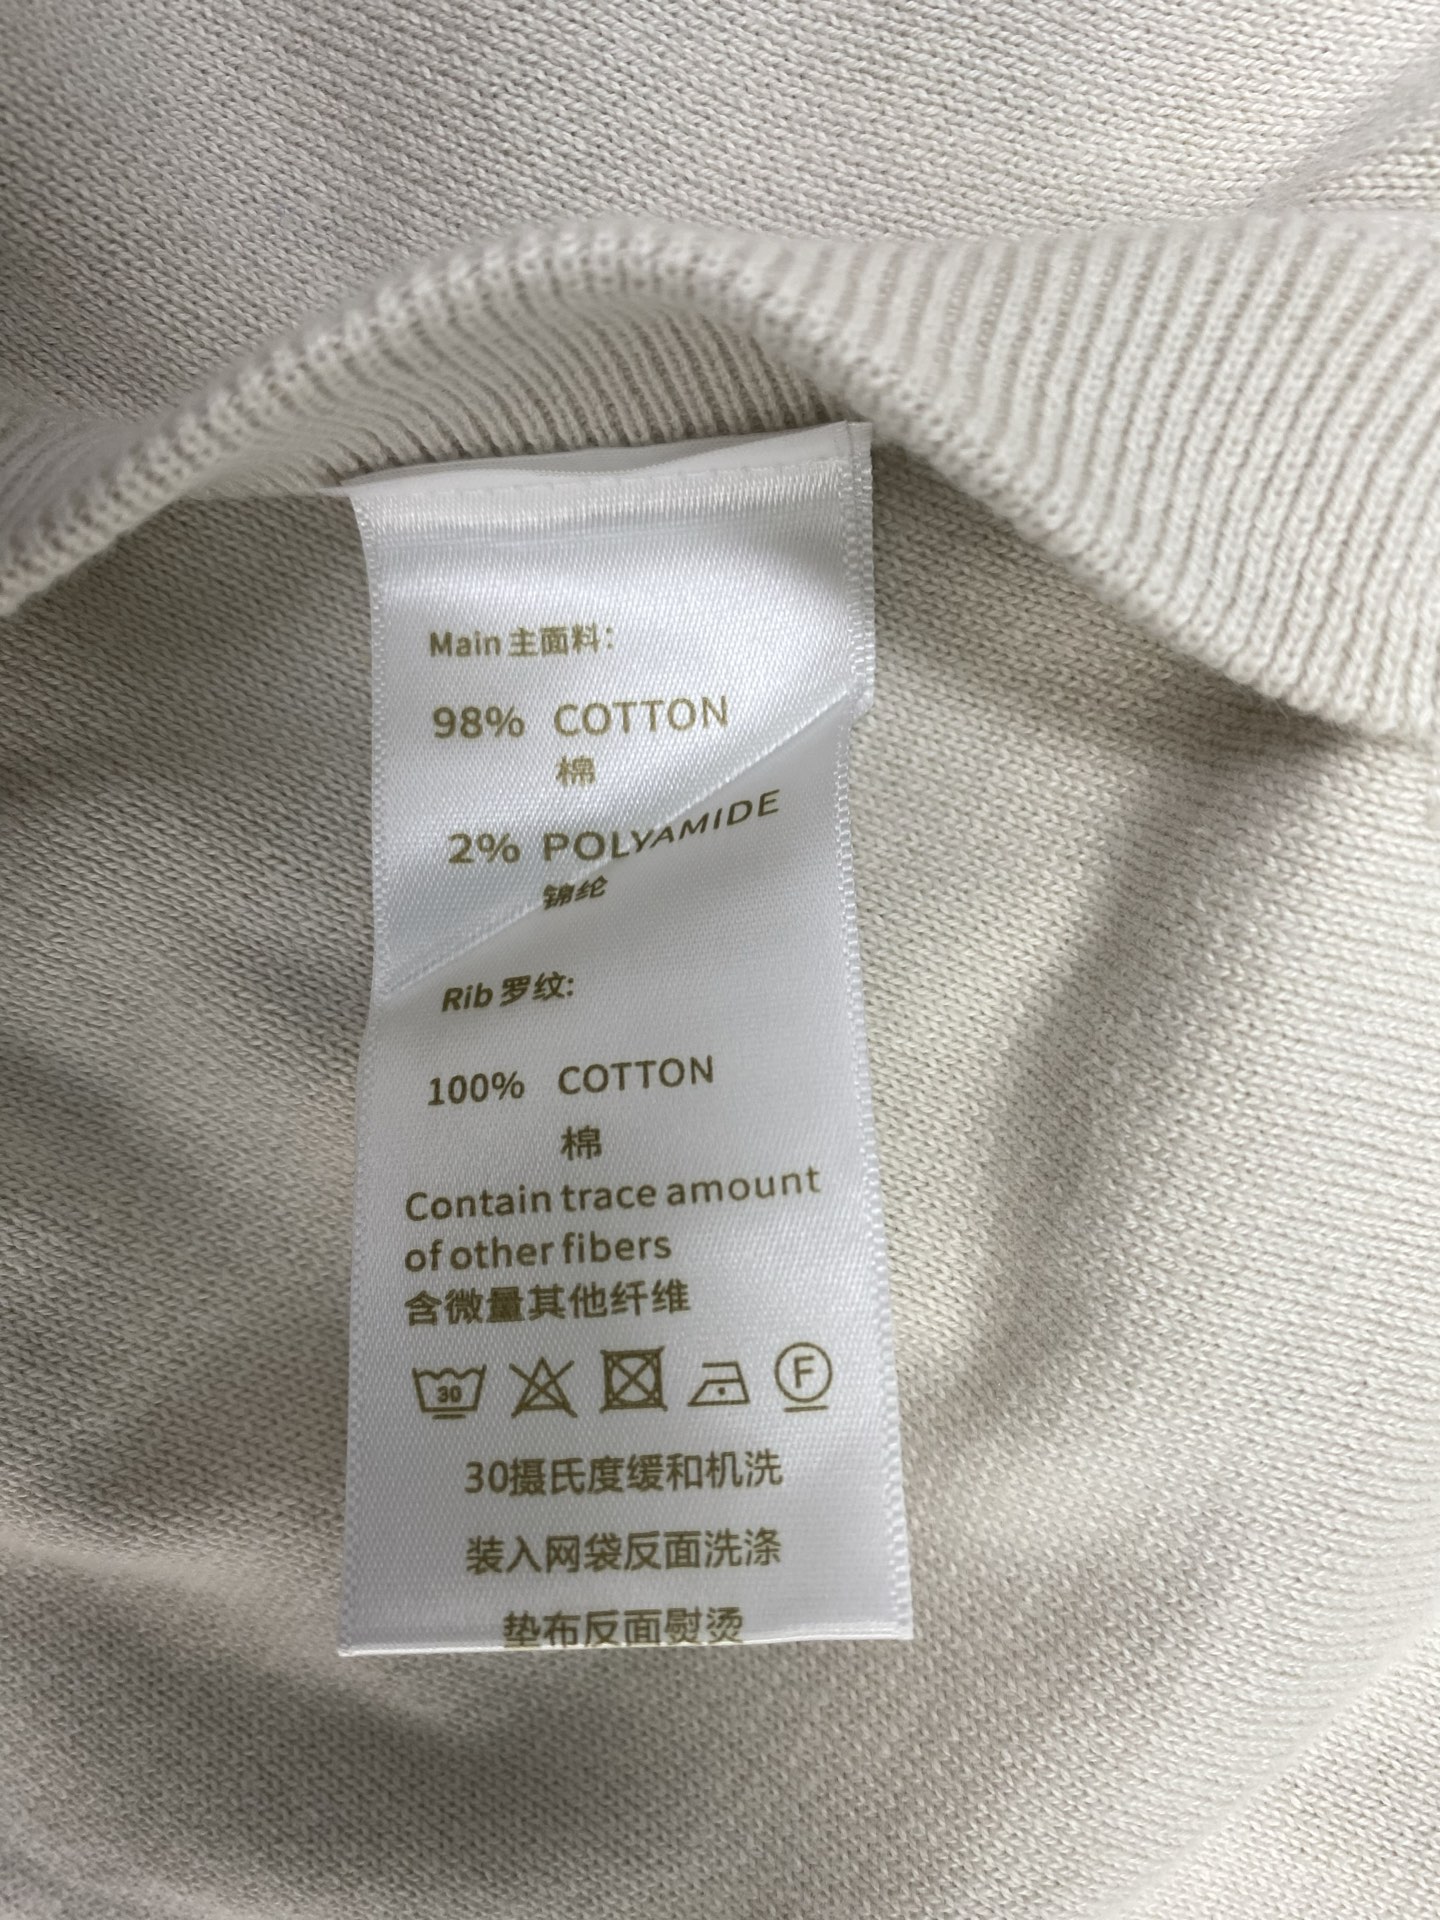 Main 主面料:
98% COTTON
棉
2% POLYAMIDE
锦纶
Rib 罗纹:
100% COTTON
棉
Contain trace amount
of other fibers
含微量其他纤维
30 F
30摄氏度缓和机洗
装入网袋反面洗涤
垫布反面熨烫